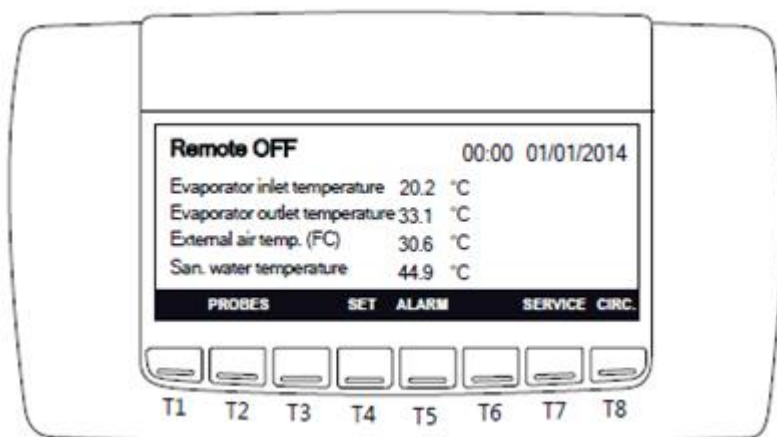 Remote OFF 00:00 01/01/2014
Evaporator inlet temperature 20.2 °C
Evaporator outlet temperature 33.1 °C
External air temp. (FC) 30.6 °C
San. water temperature 44.9 °C
PROBES SET ALARM SERVICE CIRC.
T1 T2 T3 T4 T5 T6 T7 T8